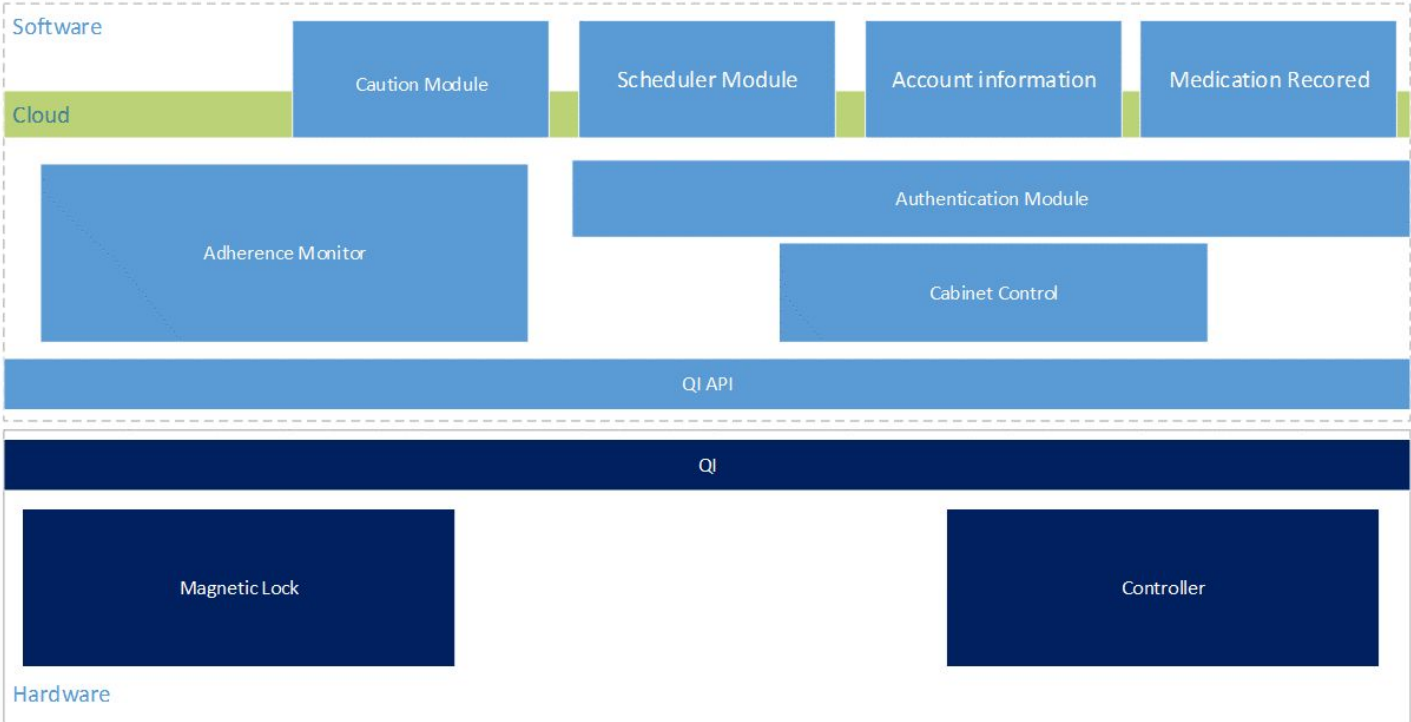 Software
Caution Module
Scheduler Module
Account information
Medication Recored
Cloud
Authentication Module
Adherence Monitor
Cabinet Control
QI API
QI
Magnetic Lock
Controller
Hardware